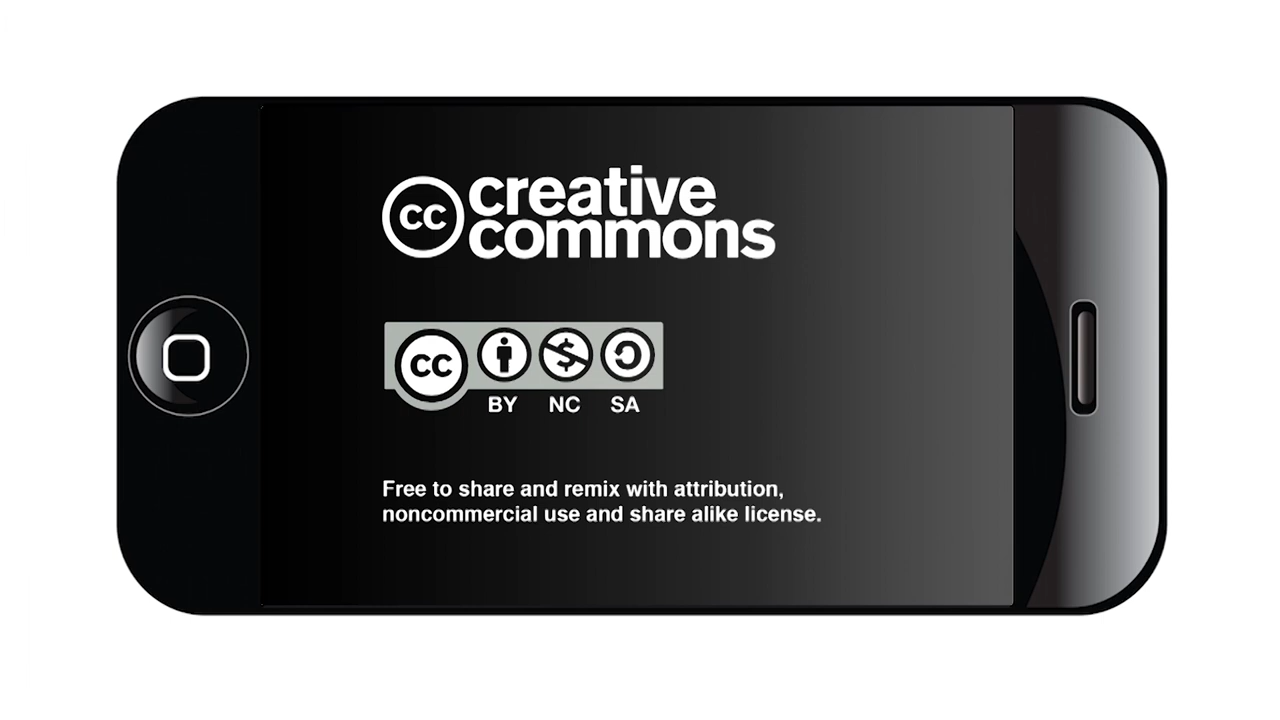 cc creative
commons
cc
BY NC SA
Free to share and remix with attribution,
noncommercial use and share alike license.